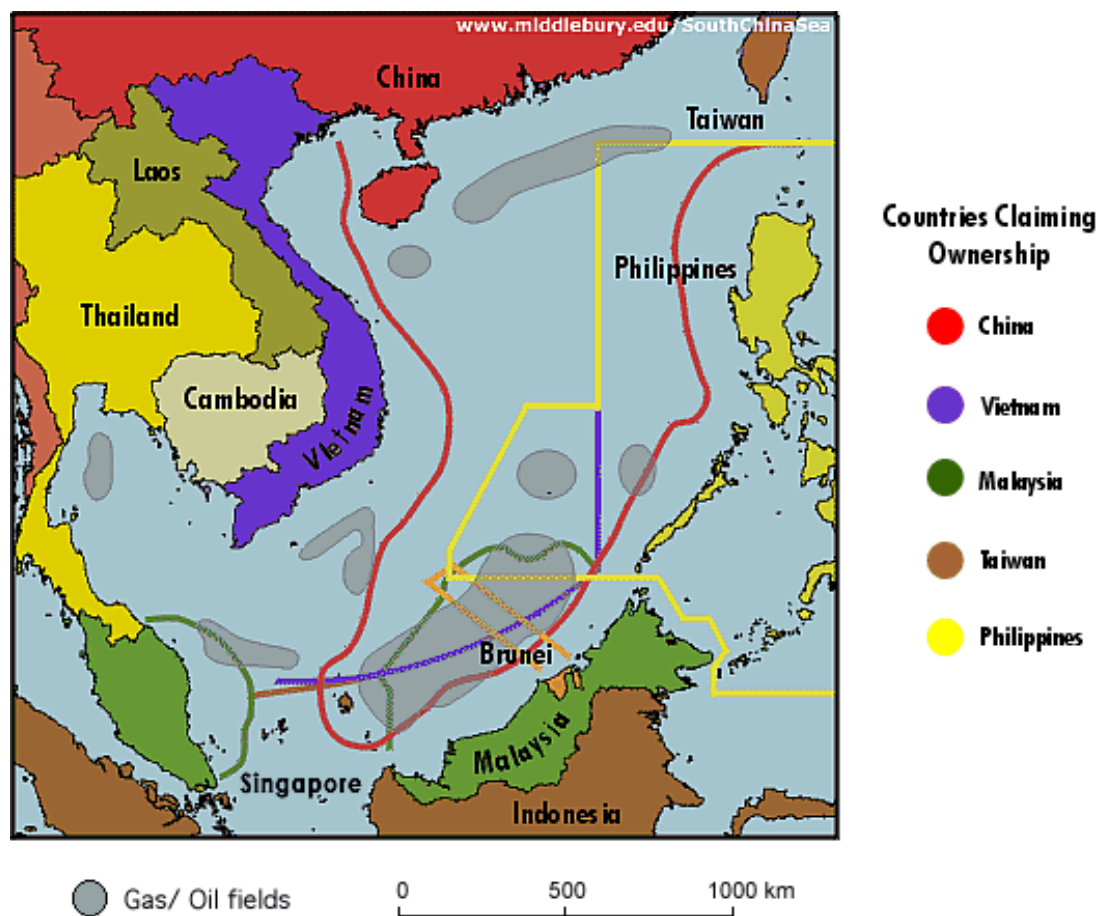 www.middlebury.edu/SouthChinaSea
China
Taiwan
Laos
Philippines
Thailand
Cambodia
Vietnam
Brunei
Malaysia
Singapore
Indonesia
Countries Claiming
Ownership
China
Vietnam
Malaysia
Taiwan
Philippines
Gas/ Oil fields
0 500 1000 km